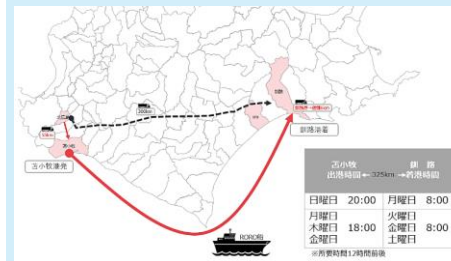 苫小牧港発
釧路港着
RORO船
苫小牧 釧 路
出港時間← 325km →着港時間
日曜日 20:00 月曜日 8:00
月曜日 火曜日
木曜日 18:00 金曜日 8:00
金曜日 土曜日
※所要時間12時間前後